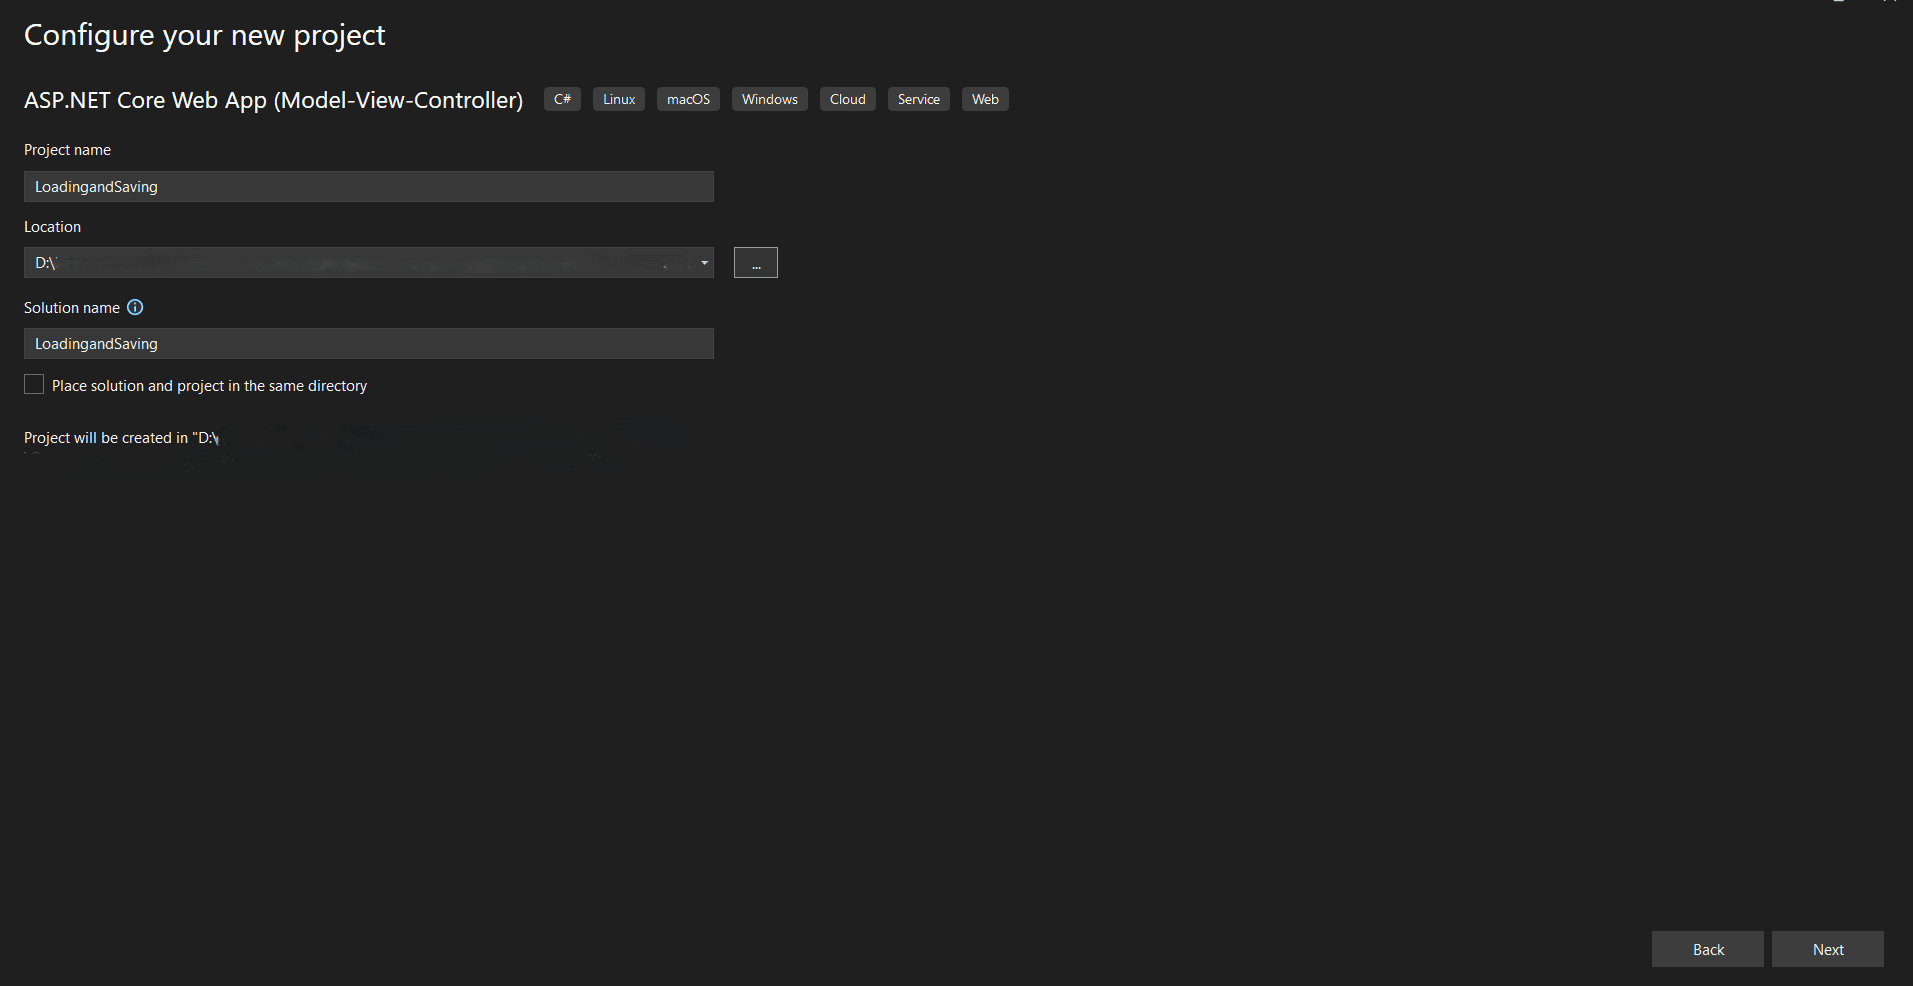 Configure your new project
ASP.NET Core Web App (Model-View-Controller) C# Linux macOS Windows Cloud Service Web
Project name
LoadingandSaving
Location
D:\
...
Solution name
LoadingandSaving
Place solution and project in the same directory
Project will be created in "D:\
Back Next